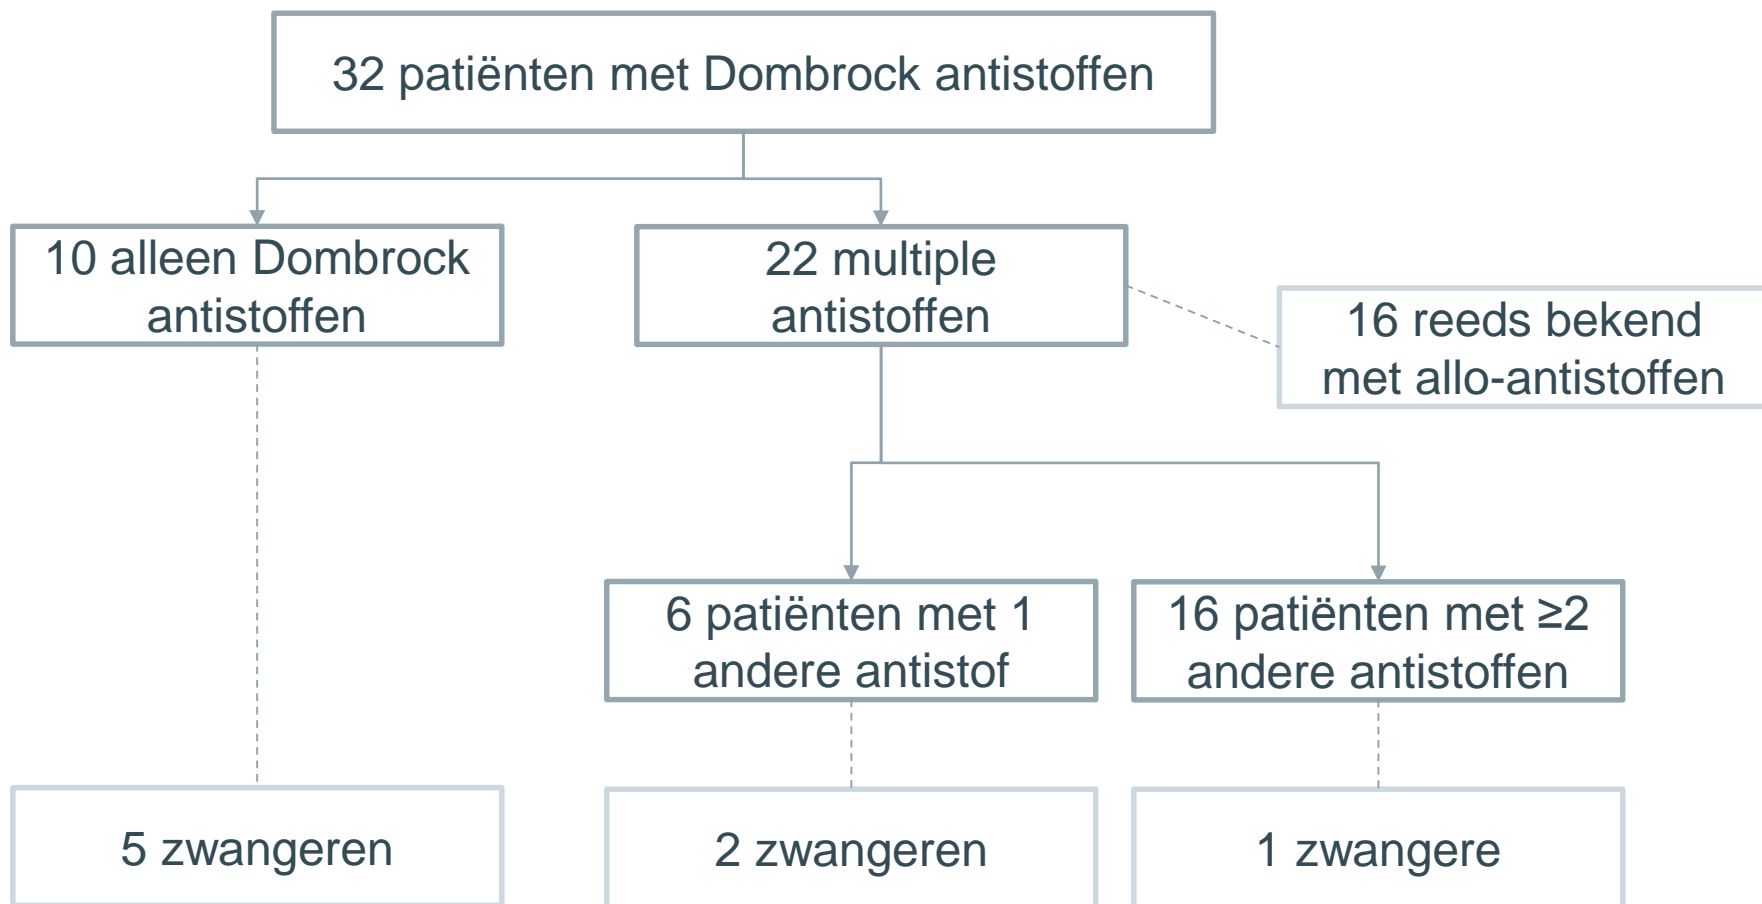 32 patiënten met Dombrock antistoffen
10 alleen Dombrock
antistoffen
22 multiple
antistoffen
16 reeds bekend
met allo-antistoffen
6 patiënten met 1
andere antistof
16 patiënten met ≥2
andere antistoffen
5 zwangeren
2 zwangeren
1 zwangere